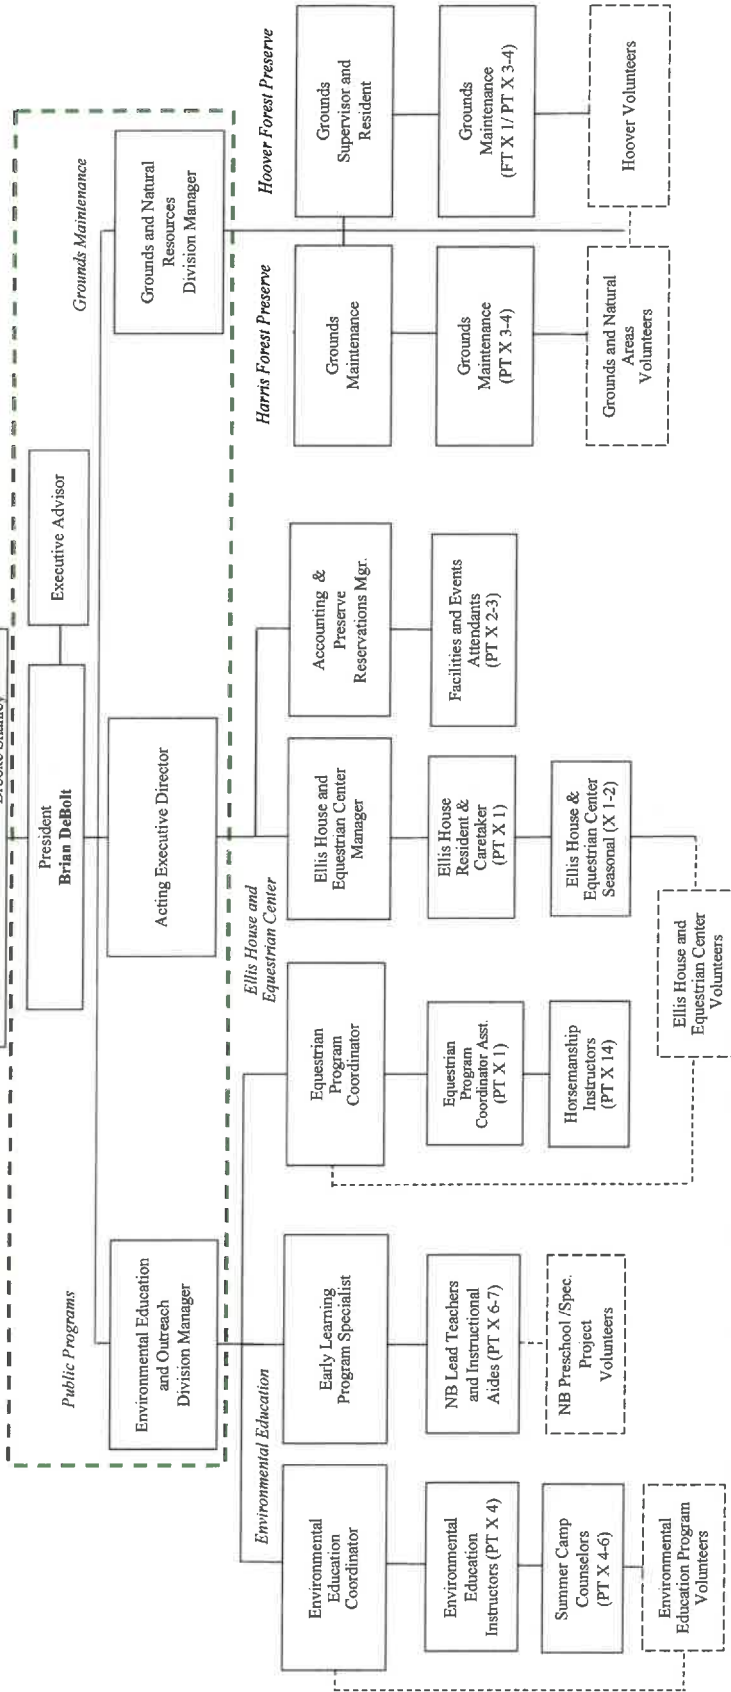 President
Brian DeBolt
Executive Advisor
Public Programs
Grounds Maintenance
Environmental Education
and Outreach
Division Manager
Acting Executive Director
Grounds and Natural
Resources
Division Manager
Environmental Education
Ellis House and
Equestrian Center
Harris Forest Preserve
Hoover Forest Preserve
Environmental
Education
Coordinator
Early Learning
Program Specialist
Equestrian
Program
Coordinator
Ellis House and
Equestrian Center
Manager
Accounting &
Preserve
Reservations Mgr.
Grounds
Maintenance
Grounds
Supervisor and
Resident
Environmental
Education
Instructors (PT X 4)
NB Lead Teachers
and Instructional
Aides (PT X 6-7)
Equestrian
Program
Coordinator Asst.
(PT X 1)
Ellis House
Resident &
Caretaker
(PT X 1)
Facilities and Events
Attendants
(PT X 2-3)
Grounds
Maintenance
(PT X 3-4)
Grounds
Maintenance
(FT X 1/ PT X 3-4)
Summer Camp
Counselors
(PT X 4-6)
NB Preschool /Spec.
Project
Volunteers
Horsemanship
Instructors
(PT X 14)
Ellis House &
Equestrian Center
Seasonal (X 1-2)
Grounds and Natural
Areas
Volunteers
Hoover Volunteers
Environmental
Education Program
Volunteers
Ellis House and
Equestrian Center
Volunteers